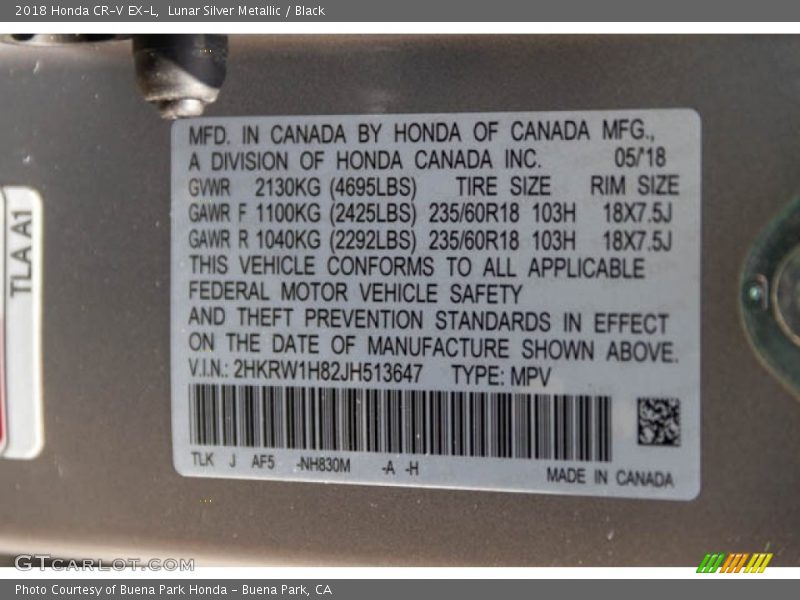 2018 Honda CR-V EX-L, Lunar Silver Metallic / Black
MFD. IN CANADA BY HONDA OF CANADA MFG.,
A DIVISION OF HONDA CANADA INC. 05/'18
GVWR 2130KG (4695LBS) TIRE SIZE RIM SIZE
GAWR F 1100KG (2425LBS) 235/60R18 103H 18X7.5J
GAWR R 1040KG (2292LBS) 235/60R18 103H 18X7.5J
THIS VEHICLE CONFORMS TO ALL APPLICABLE
FEDERAL MOTOR VEHICLE SAFETY
AND THEFT PREVENTION STANDARDS IN EFFECT
ON THE DATE OF MANUFACTURE SHOWN ABOVE.
V.I.N.: 2HKRW1H82JH513647 TYPE: MPV
TLK J AF5 -NH830M -A -H
MADE IN CANADA
TLA A1
GTCARLOT.COM
Photo Courtesy of Buena Park Honda - Buena Park, CA